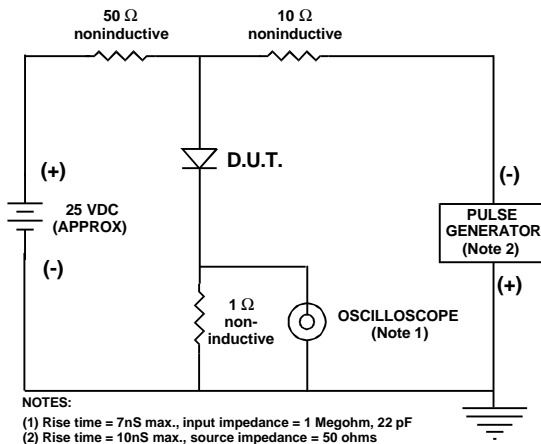 50 Ω
noninductive
10 Ω
noninductive
(+)
D.U.T.
(-)
25 VDC
(APPROX)
PULSE
GENERATOR
(Note 2)
(-)
(+)
1 Ω
non-
inductive
OSCILLOSCOPE
(Note 1)
NOTES:
(1) Rise time = 7nS max., input impedance = 1 Megohm, 22 pF
(2) Rise time = 10nS max., source impedance = 50 ohms